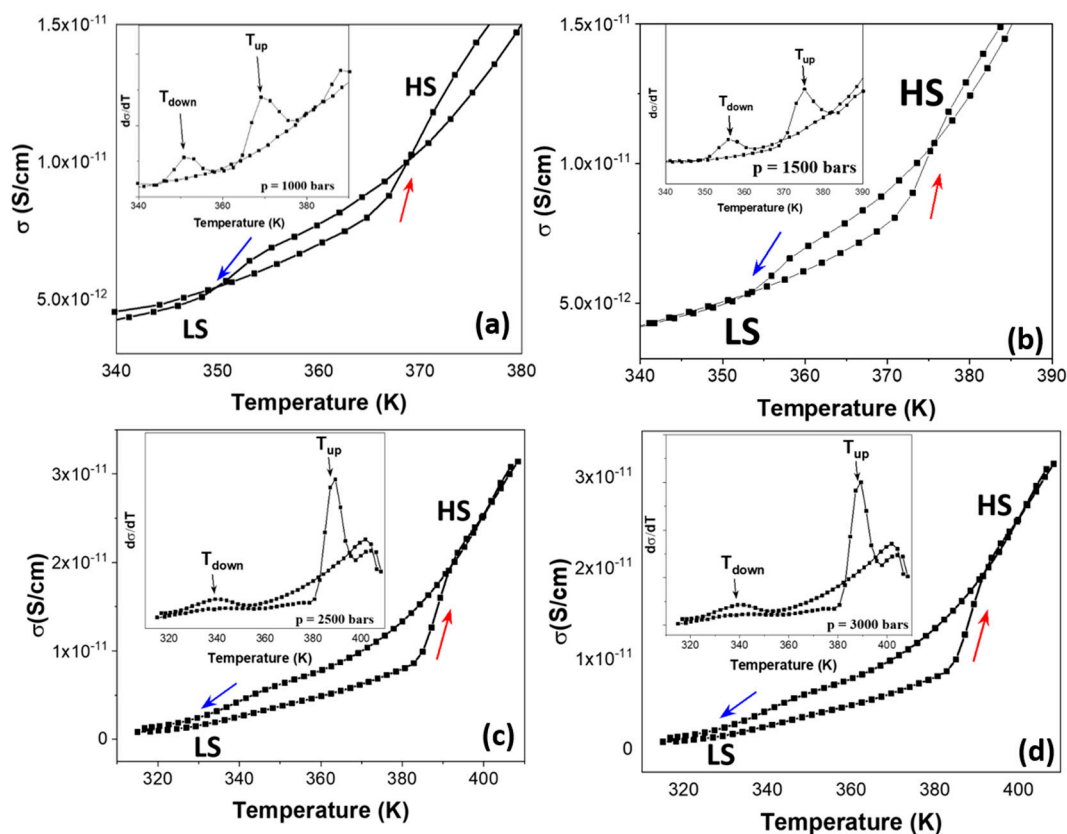 1.5x10⁻¹¹
1.0x10⁻¹¹
5.0x10⁻¹²
σ (S/cm)
dσ/dT
T_down
T_up
p = 1000 bars
340 350 360 370 380
Temperature (K)
HS
LS
(a)
340 350 360 370 380
Temperature (K)
1.5x10⁻¹¹
1.0x10⁻¹¹
5.0x10⁻¹²
σ (S/cm)
dσ/dT
T_down
T_up
p = 1500 bars
340 350 360 370 380 390
Temperature (K)
HS
LS
(b)
340 350 360 370 380 390
Temperature (K)
3x10⁻¹¹
2x10⁻¹¹
1x10⁻¹¹
0
σ(S/cm)
dσ/dT
T_down
T_up
p = 2500 bars
320 340 360 380 400
Temperature (K)
HS
LS
(c)
320 340 360 380 400
Temperature (K)
3x10⁻¹¹
2x10⁻¹¹
1x10⁻¹¹
0
σ(S/cm)
dσ/dT
T_down
T_up
p = 3000 bars
320 340 360 380 400
Temperature (K)
HS
LS
(d)
320 340 360 380 400
Temperature (K)